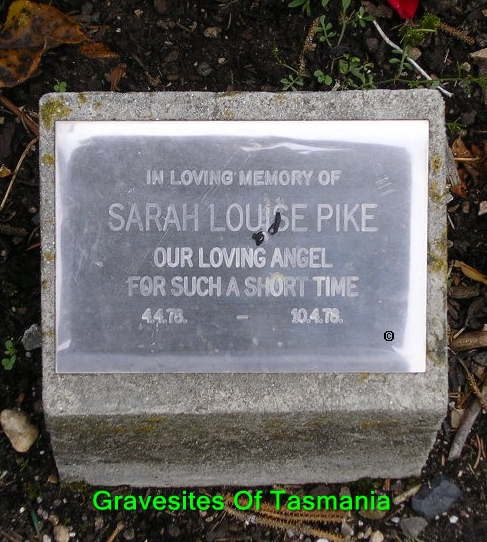 IN LOVING MEMORY OF
SARAH LOUISE PIKE
OUR LOVING ANGEL
FOR SUCH A SHORT TIME
4.4.78. – 10.4.78.
©
Gravesites Of Tasmania